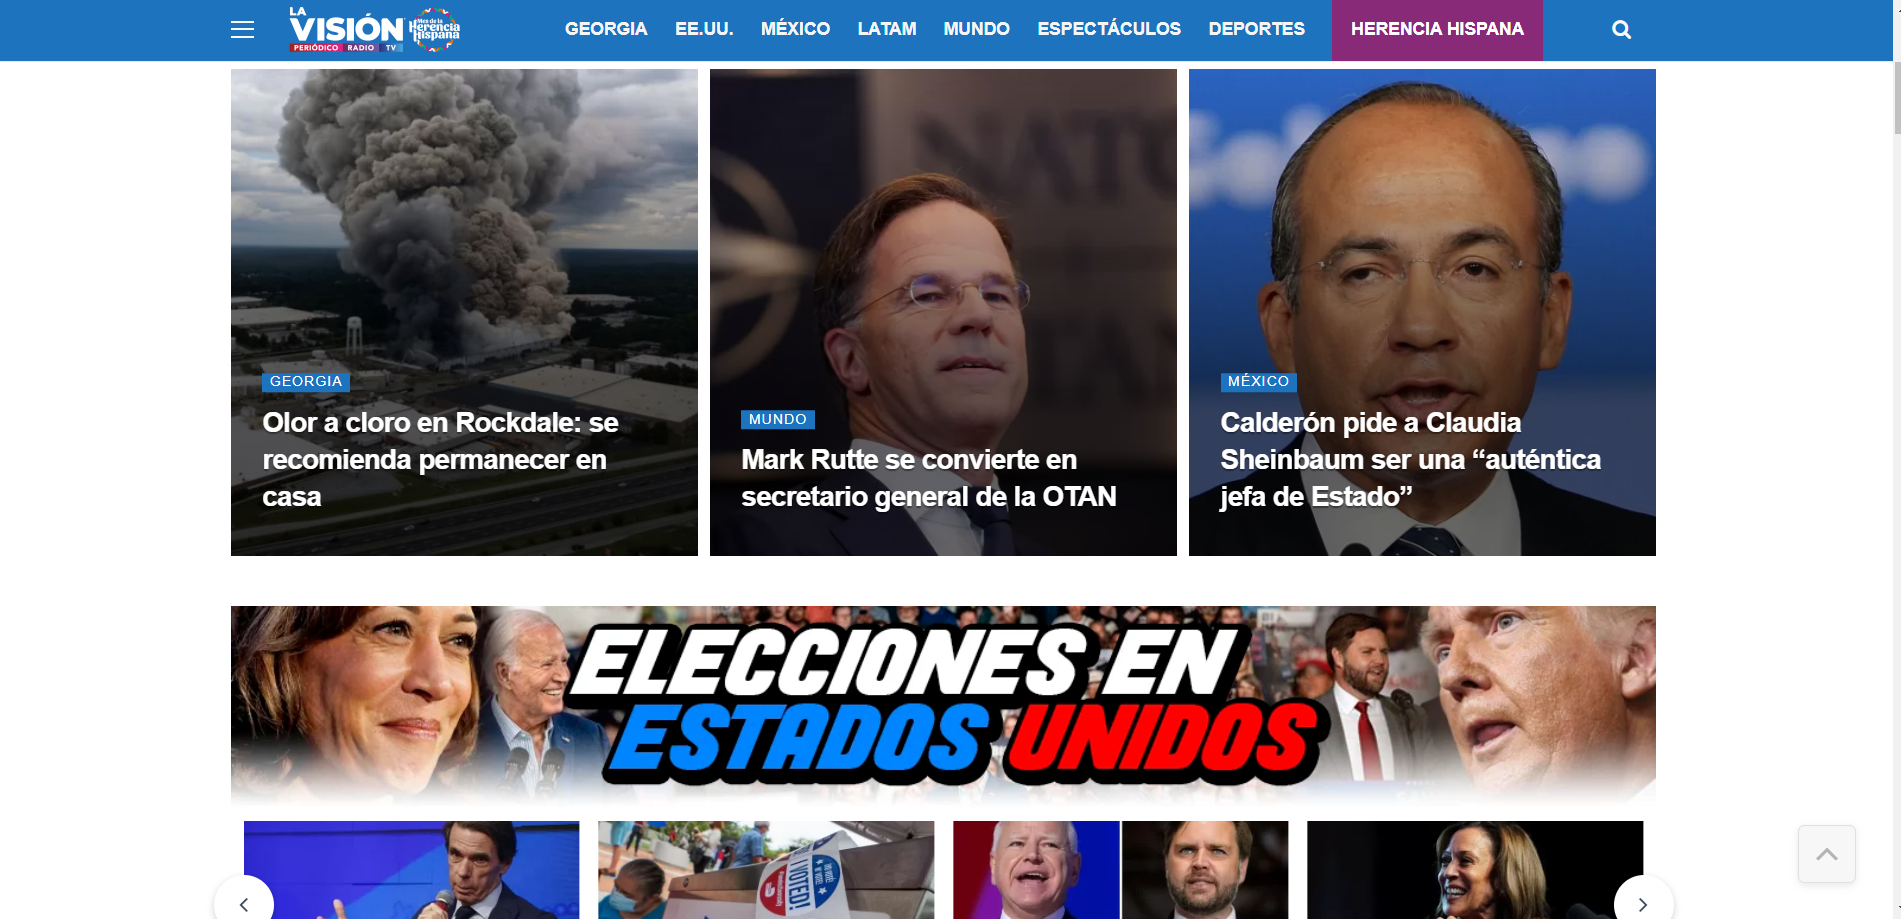 LA
VISIÓN
PERIÓDICO RADIO TV
Mes de la
Herencia
Hispana
GEORGIA
EE.UU.
MÉXICO
LATAM
MUNDO
ESPECTÁCULOS
DEPORTES
HERENCIA HISPANA
GEORGIA
Olor a cloro en Rockdale: se
recomienda permanecer en
casa
NATO
OTAN
MUNDO
Mark Rutte se convierte en
secretario general de la OTAN
MÉXICO
Calderón pide a Claudia
Sheinbaum ser una “auténtica
jefa de Estado”
ELECCIONES EN
ESTADOS UNIDOS
I VOTED!